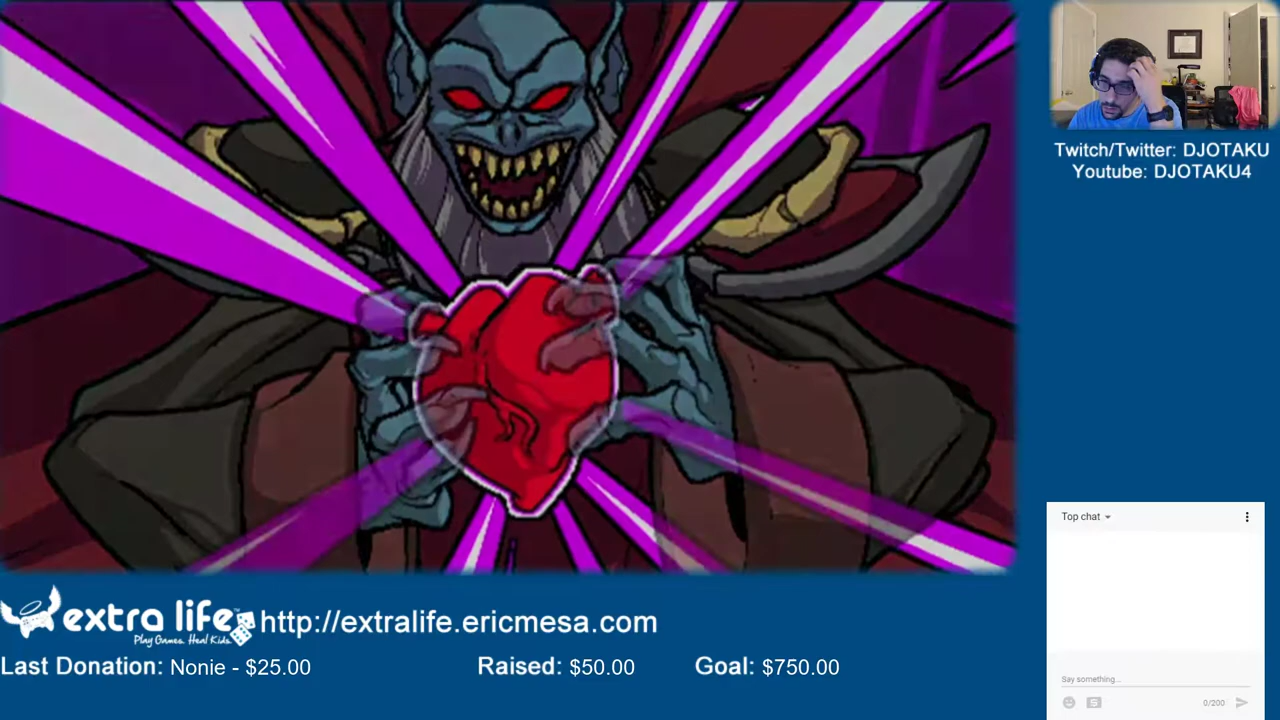 Twitch/Twitter: DJOTAKU
Youtube: DJOTAKU4
Top chat
Say something...
0/200
extra life
Play Games. Heal Kids.
http://extralife.ericmesa.com
Last Donation: Nonie - $25.00
Raised: $50.00
Goal: $750.00